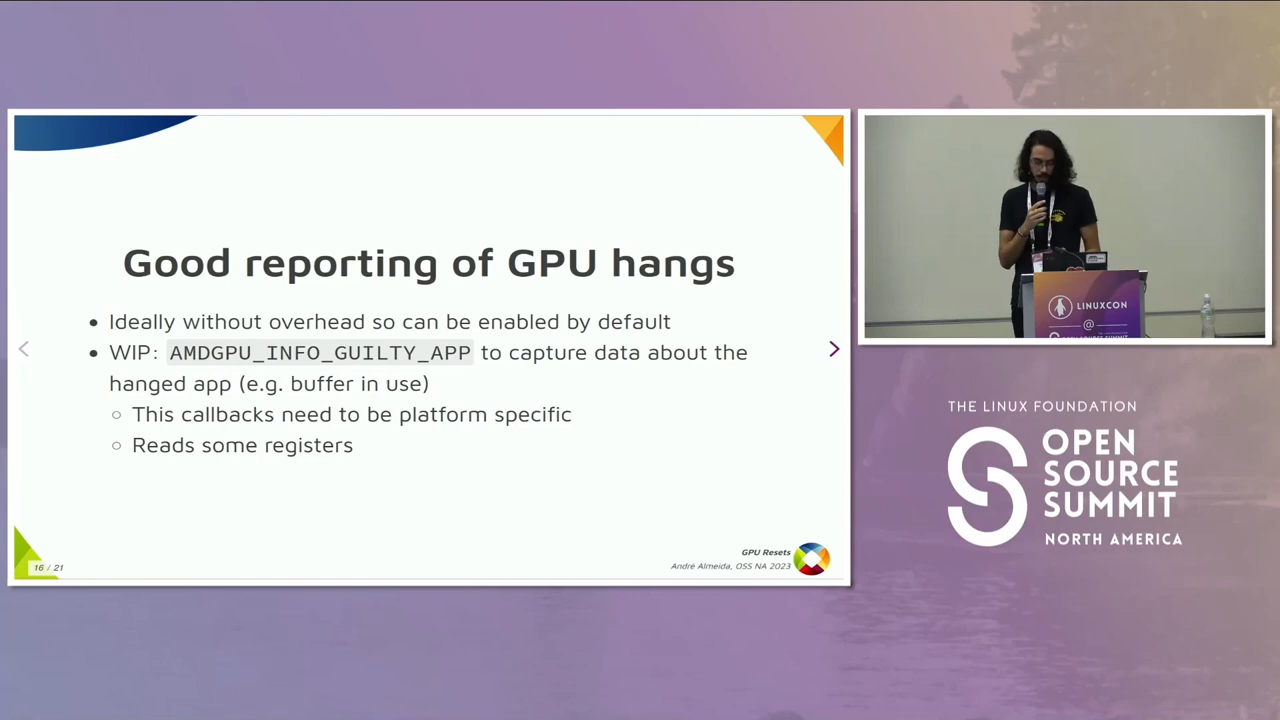 Good reporting of GPU hangs
• Ideally without overhead so can be enabled by default
• WIP: AMDGPU_INFO_GUILTY_APP to capture data about the
hanged app (e.g. buffer in use)
○ This callbacks need to be platform specific
○ Reads some registers
16 / 21
GPU Resets
André Almeida, OSS NA 2023
LINUXCON
@
THE LINUX FOUNDATION
OPEN
SOURCE
SUMMIT
NORTH AMERICA